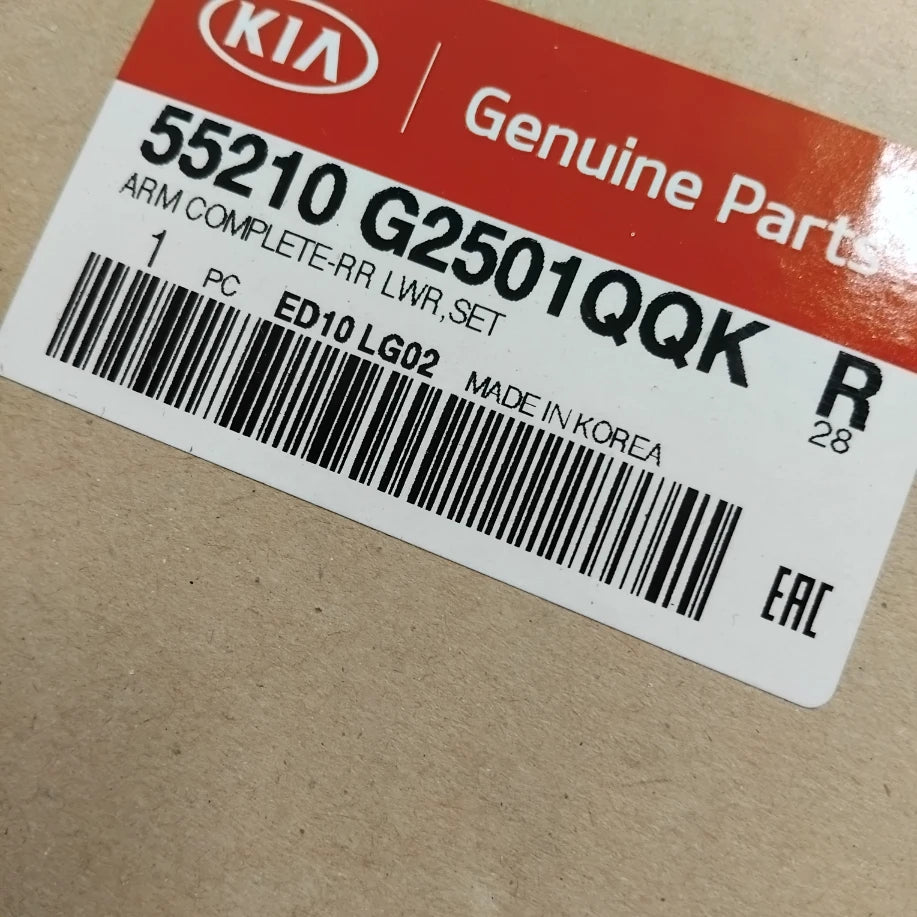 KIA Genuine Parts
55210 G2501QQK R
ARM COMPLETE-RR LWR,SET 28
1 PC ED10 LG02 MADE IN KOREA
EAC